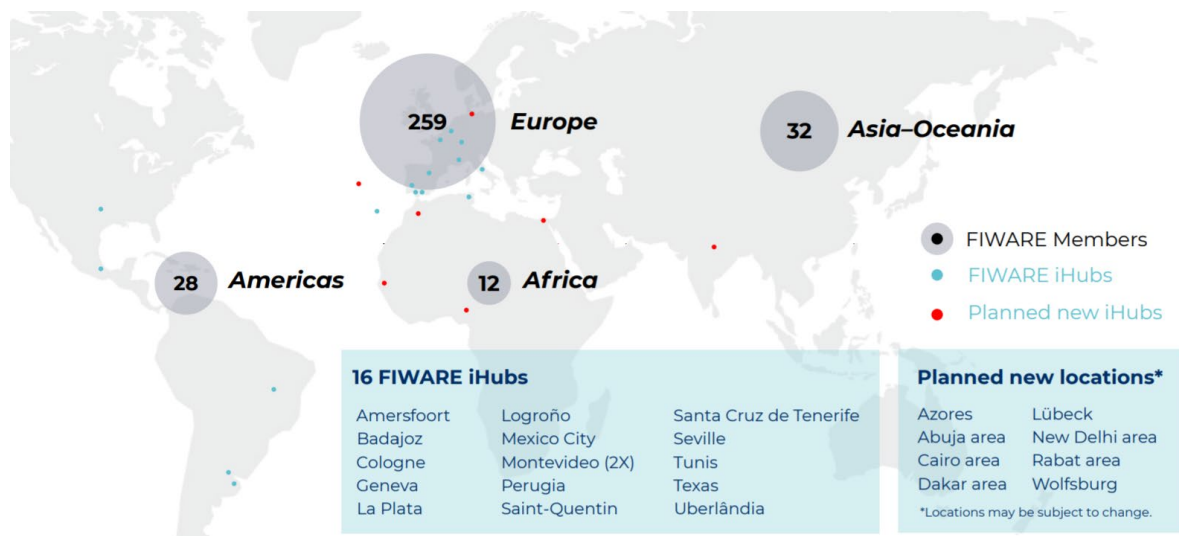 259
Europe
32
Asia–Oceania
FIWARE Members
28
Americas
12
Africa
FIWARE iHubs
Planned new iHubs
16 FIWARE iHubs
Amersfoort
Badajoz
Cologne
Geneva
La Plata
Logroño
Mexico City
Montevideo (2X)
Perugia
Saint-Quentin
Santa Cruz de Tenerife
Seville
Tunis
Texas
Uberlândia
Planned new locations*
Azores
Abuja area
Cairo area
Dakar area
Lübeck
New Delhi area
Rabat area
Wolfsburg
*Locations may be subject to change.